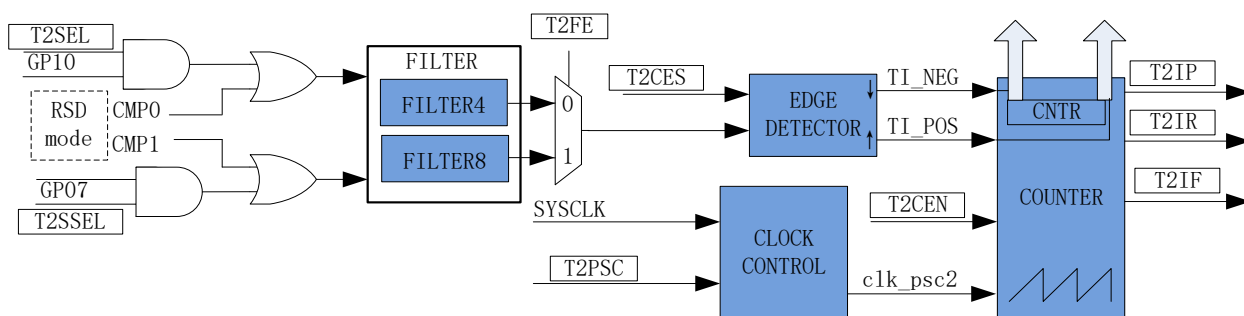 T2SEL
GP10
RSD
mode
CMP0
CMP1
GP07
T2SSEL
FILTER
FILTER4
FILTER8
T2FE
0
1
T2CES
EDGE
DETECTOR
TI_NEG
TI_POS
SYSCLK
T2PSC
CLOCK
CONTROL
clk_psc2
T2CEN
CNTR
COUNTER
T2IP
T2IR
T2IF